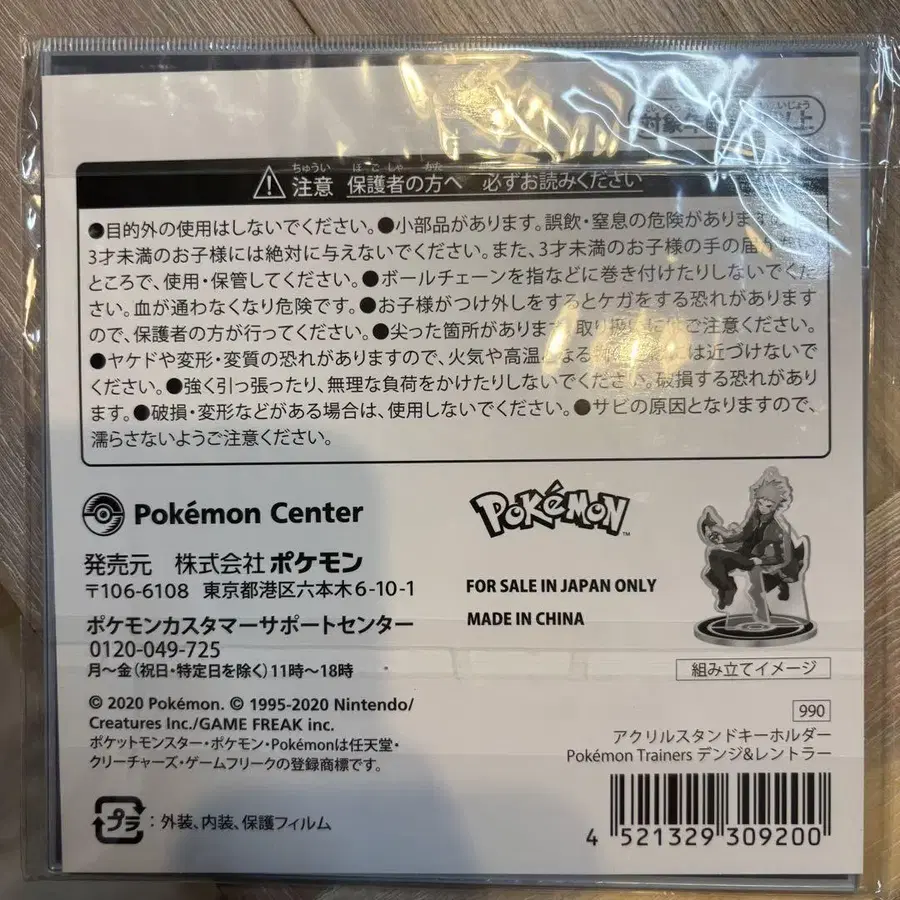 対象年
以上
ちゅうい ほごしゃ かた
注意 保護者の方へ 必ずお読みください
●目的外の使用はしないでください。●小部品があります。誤飲・窒息の危険があります
3才未満のお子様には絶対に与えないでください。また、3才未満のお子様の手の届
ところで、使用・保管してください。●ボールチェーンを指などに巻き付けたりしないでくだ
さい。血が通わなくなり危険です。●お子様がつけ外しをするとケガをする恐れがあります
ので、保護者の方が行ってください。●尖った箇所があります 取り扱い ご注意ください。
●ヤケドや変形・変質の恐れがありますので、火気や高温となる には近づけないで
ください。●強く引っ張ったり、無理な負荷をかけたりしないでください。破損する恐れがあり
ます。●破損・変形などがある場合は、使用しないでください。●サビの原因となりますので、
濡らさないようご注意ください。
Pokémon Center
発売元 株式会社ポケモン
〒106-6108 東京都港区六本木6-10-1
ポケモンカスタマーサポートセンター
0120-049-725
月～金(祝日・特定日を除く)11時～18時
©2020 Pokémon. ©1995-2020 Nintendo/
Creatures Inc./GAME FREAK inc.
ポケットモンスター・ポケモン・Pokémonは任天堂・
クリーチャーズ・ゲームフリークの登録商標です。
プラ : 外装、内装、保護フィルム
POKéMON™
FOR SALE IN JAPAN ONLY
MADE IN CHINA
組み立てイメージ
990
アクリルスタンドキーホルダー
Pokémon Trainers デンジ&レントラー
4 521329 309200